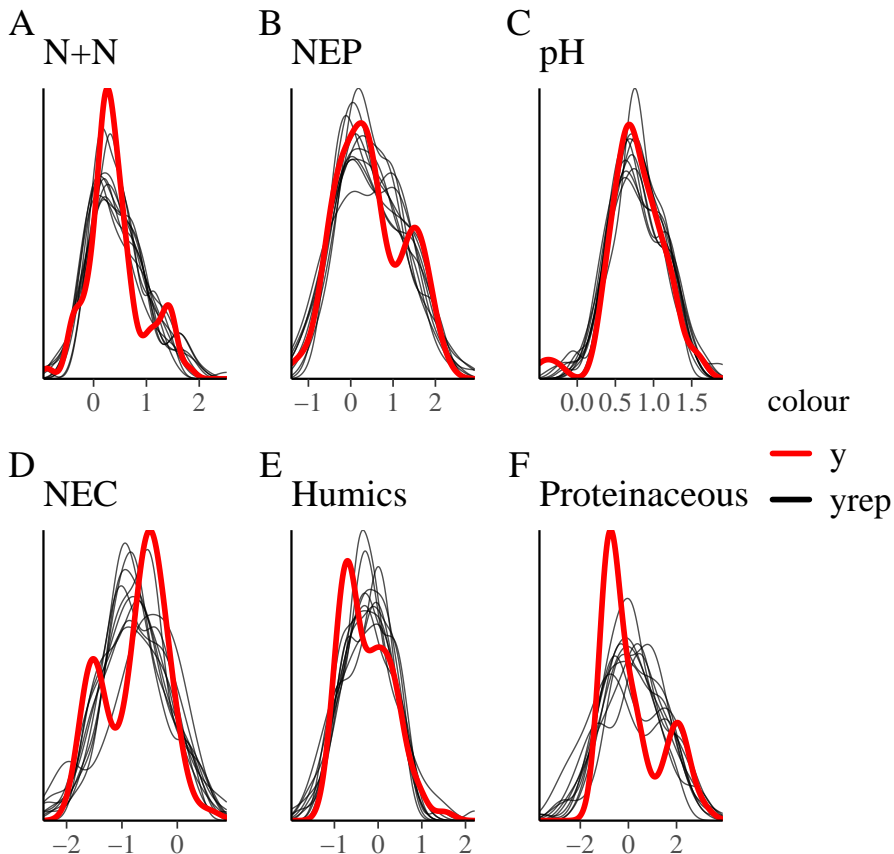 A B C
N+N NEP pH
0 1 2 −1 0 1 2 0.0 0.5 1.0 1.5
colour
y
yrep
D E F
NEC Humics Proteinaceous
−2 −1 0 −1 0 1 2 −2 0 2